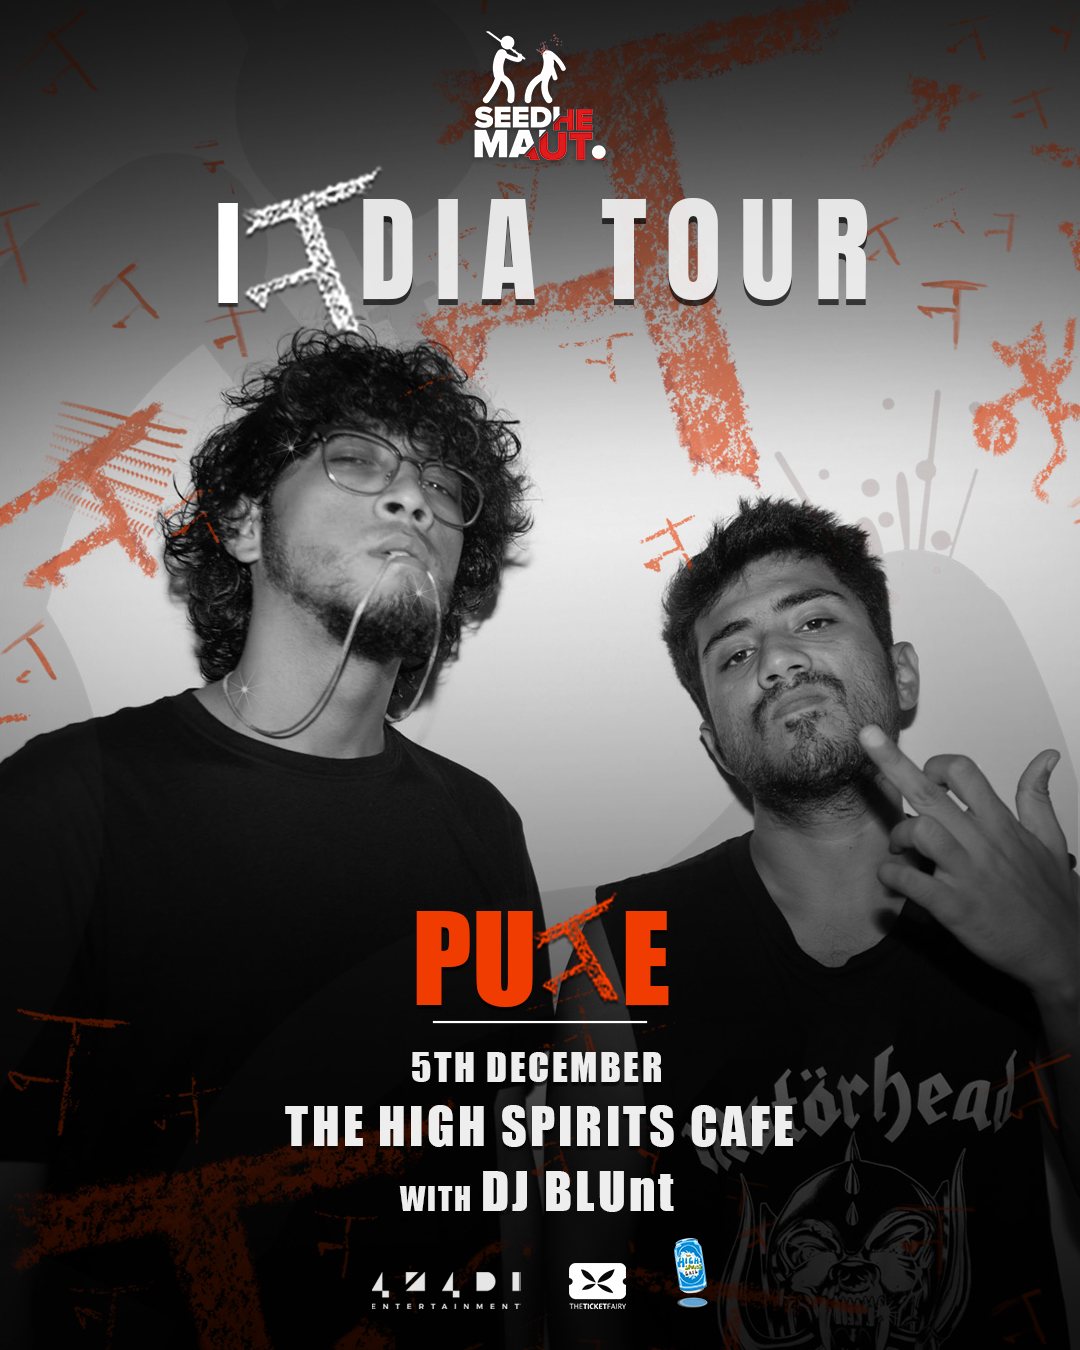 SEEDHE
MAUT.
IनDIA TOUR
PUनE
5TH DECEMBER
THE HIGH SPIRITS CAFE
WITH DJ BLUnt
motörhead
AZADI
ENTERTAINMENT
THETICKETFAIRY